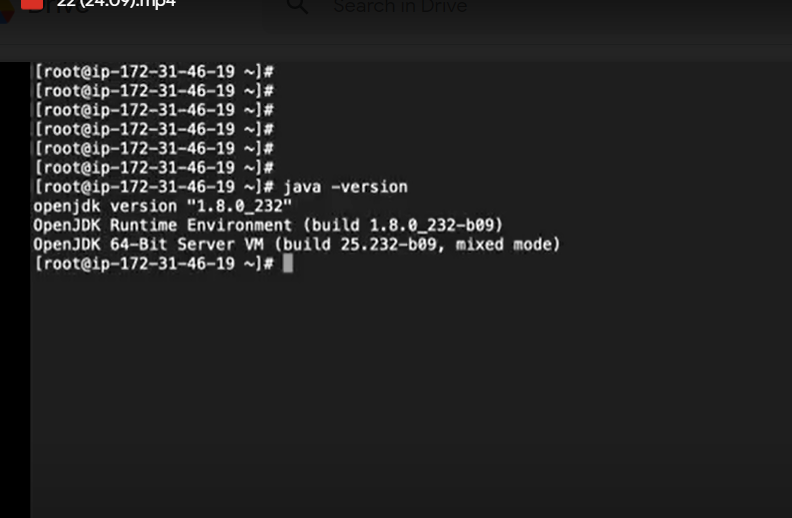 Drive
22 (24.09).mp4
Search in Drive
[root@ip-172-31-46-19 ~]#
[root@ip-172-31-46-19 ~]#
[root@ip-172-31-46-19 ~]#
[root@ip-172-31-46-19 ~]#
[root@ip-172-31-46-19 ~]#
[root@ip-172-31-46-19 ~]#
[root@ip-172-31-46-19 ~]# java -version
openjdk version "1.8.0_232"
OpenJDK Runtime Environment (build 1.8.0_232-b09)
OpenJDK 64-Bit Server VM (build 25.232-b09, mixed mode)
[root@ip-172-31-46-19 ~]#